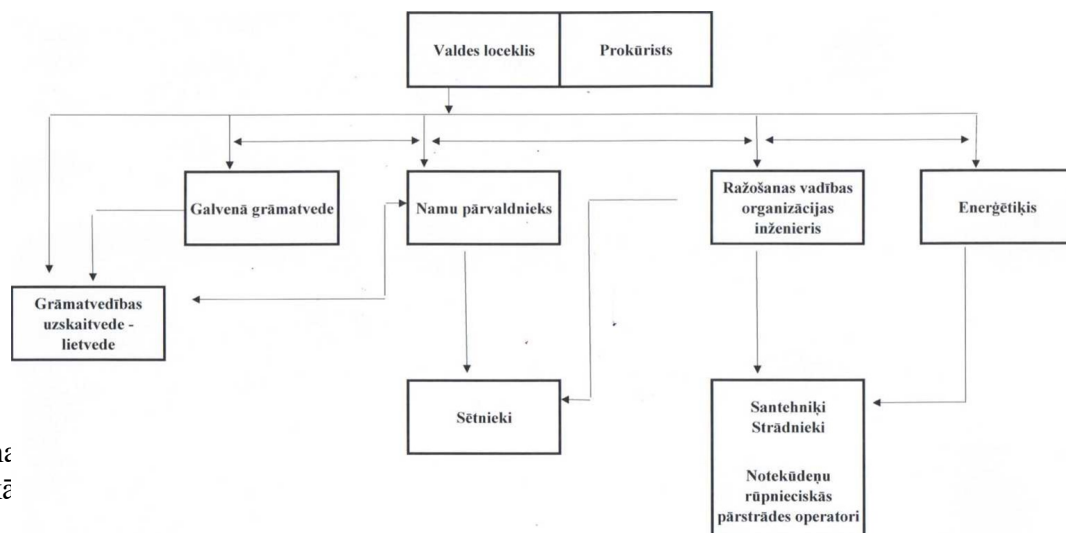 Valdes loceklis
Prokūrists
Galvenā grāmatvede
Namu pārvaldnieks
Ražošanas vadības
organizācijas
inženieris
Enerģētiķis
Grāmatvedības
uzskaitvede -
lietvede
Sētnieki
Santehniķi
Strādnieki
Notekūdeņu
rūpnieciskās
pārstrādes operatori